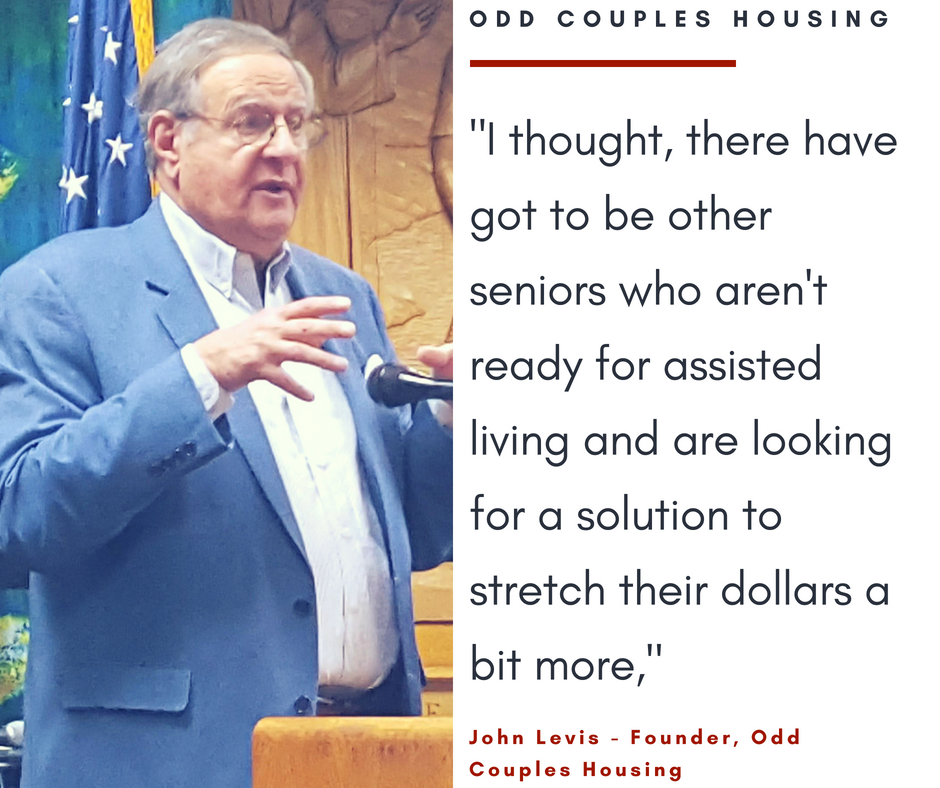 ODD COUPLES HOUSING
"I thought, there have
got to be other
seniors who aren't
ready for assisted
living and are looking
for a solution to
stretch their dollars a
bit more,"
John Levis - Founder, Odd
Couples Housing